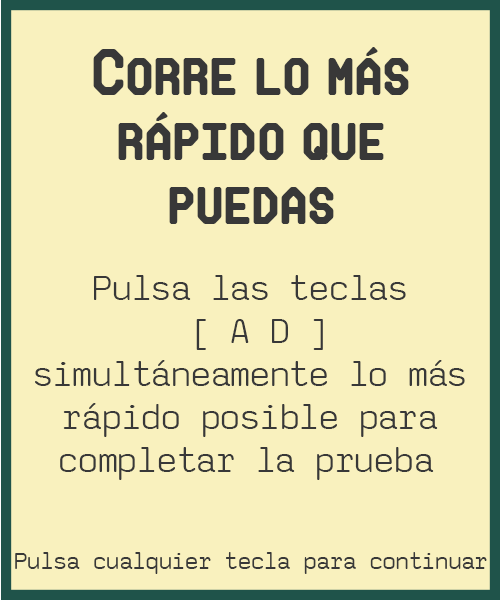 Corre lo más
rápido que
puedas
Pulsa las teclas
[ A D ]
simultáneamente lo más
rápido posible para
completar la prueba
Pulsa cualquier tecla para continuar